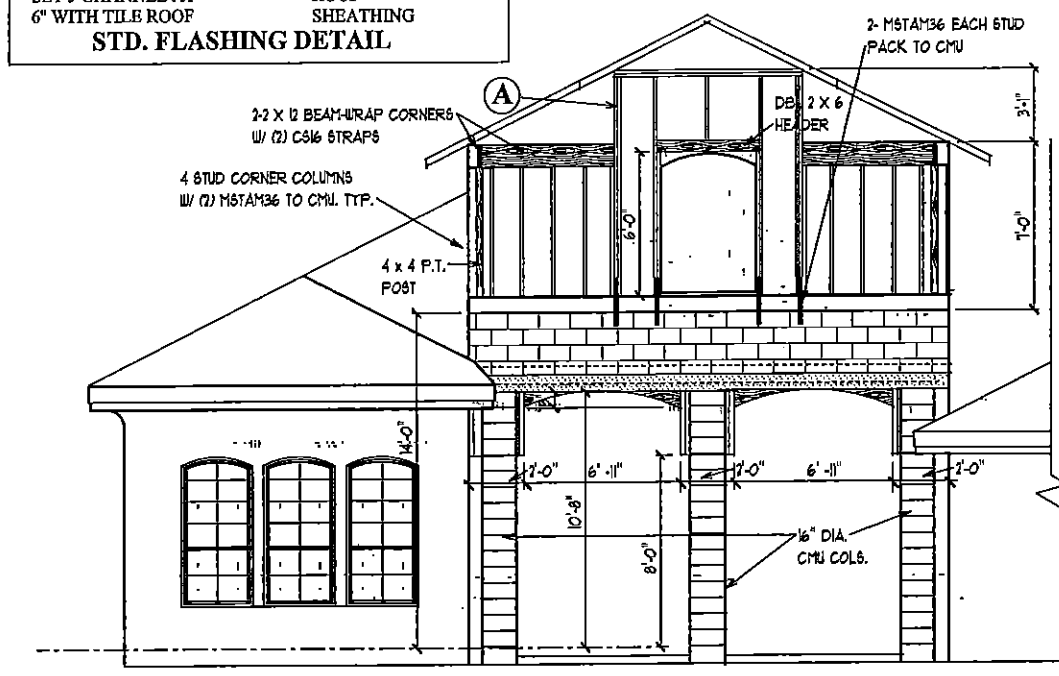 6" WITH TILE ROOF
SHEATHING
STD. FLASHING DETAIL
2- MSTAM36 EACH STUD
PACK TO CMU
A
2-2 X 12 BEAM-WRAP CORNERS
W/ (2) CS16 STRAPS
DBL 2 X 6
HEADER
3'-1"
4 STUD CORNER COLUMNS
W/ (2) MSTAM36 TO CMU. TYP.
6'-0"
7'-0"
4 x 4 P.T.
POST
14'-0"
2'-0"
6'-11"
2'-0"
6'-11"
2'-0"
10'-8"
8'-0"
16" DIA.
CMU COLS.